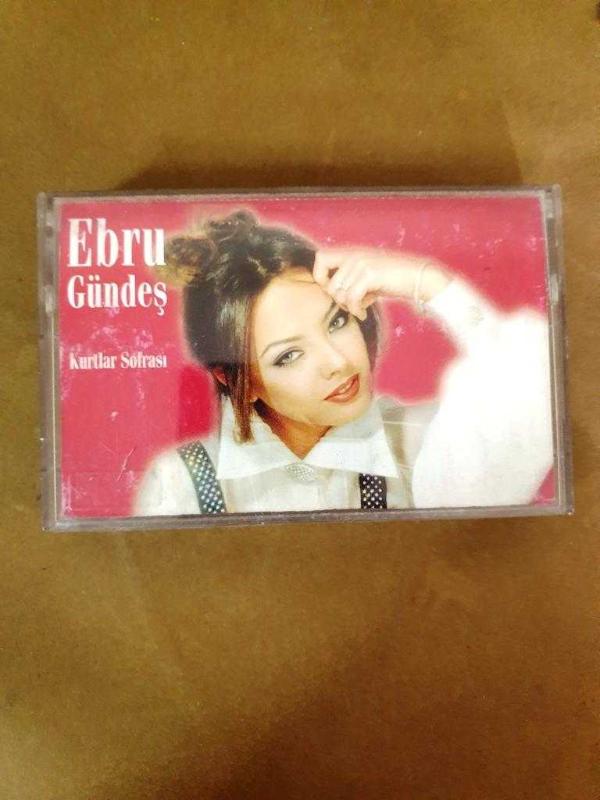 Ebru
Gündeş
Kurtlar Sofrası